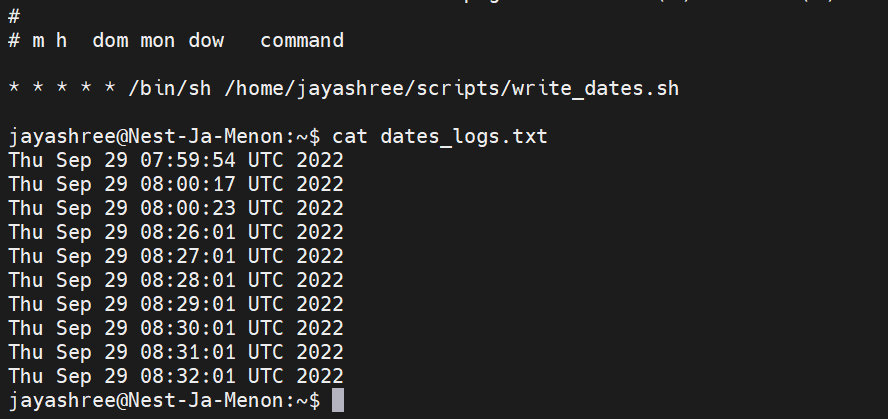 #
# m h  dom mon dow   command
* * * * * /bin/sh /home/jayashree/scripts/write_dates.sh
jayashree@Nest-Ja-Menon:~$ cat dates_logs.txt
Thu Sep 29 07:59:54 UTC 2022
Thu Sep 29 08:00:17 UTC 2022
Thu Sep 29 08:00:23 UTC 2022
Thu Sep 29 08:26:01 UTC 2022
Thu Sep 29 08:27:01 UTC 2022
Thu Sep 29 08:28:01 UTC 2022
Thu Sep 29 08:29:01 UTC 2022
Thu Sep 29 08:30:01 UTC 2022
Thu Sep 29 08:31:01 UTC 2022
Thu Sep 29 08:32:01 UTC 2022
jayashree@Nest-Ja-Menon:~$